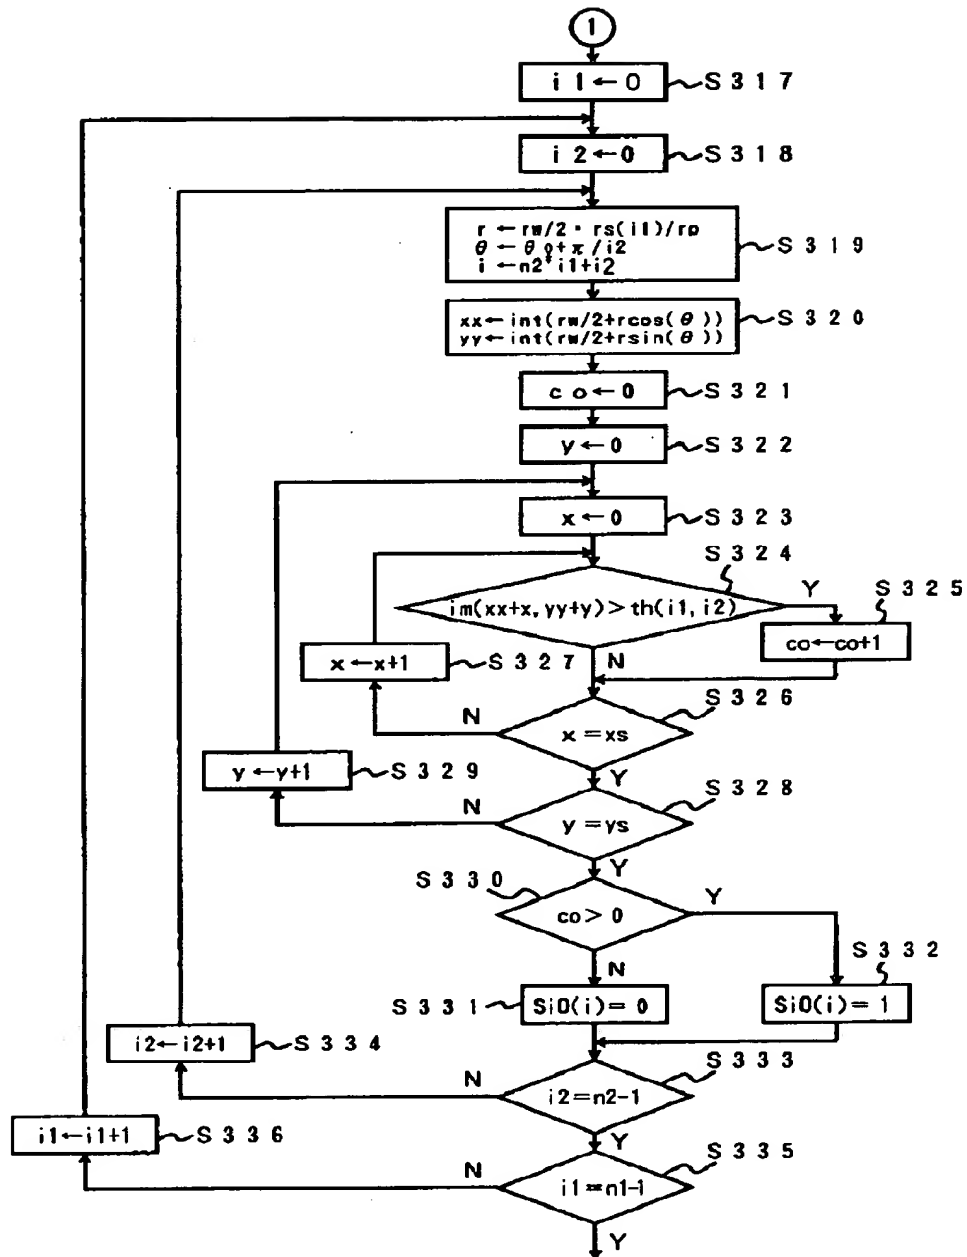 1
i1←0
S317
i2←0
S318
r←rw/2・rs(i1)/rp
θ←θo+π/i2
i←n2*i1+i2
S319
xx←int(rw/2+rcos(θ))
yy←int(rw/2+rsin(θ))
S320
co←0
S321
y←0
S322
x←0
S323
S324
im(xx+x,yy+y)>th(i1,i2)
Y
S325
co←co+1
N
x←x+1
S327
S326
x=xs
N
Y
y←y+1
S329
S328
y=ys
N
Y
S330
co>0
Y
N
S332
S331
SiO(i)=0
SiO(i)=1
i2←i2+1
S334
S333
i2=n2-1
N
Y
i1←i1+1
S336
S335
i1=n1-1
N
Y